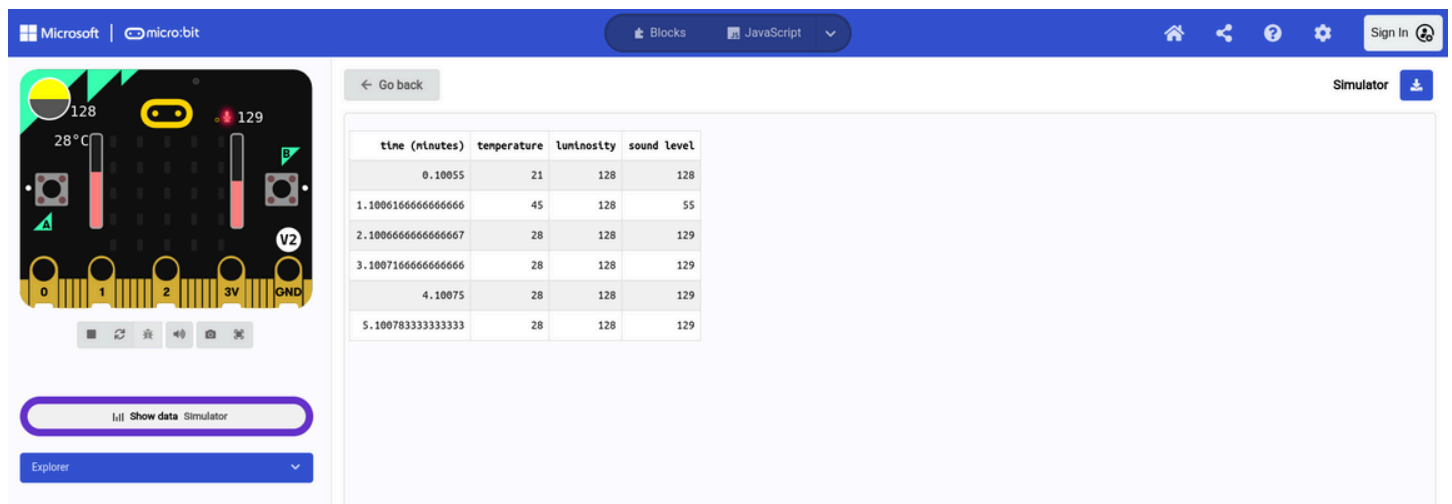 Microsoft | micro:bit
Blocks
JavaScript
Sign In
128
129
28°C
B
A
V2
0 1 2 3V GND
Show data Simulator
Explorer
Go back
Simulator
time (minutes) temperature luminosity sound level
0.10055 21 128 128
1.1006166666666666 45 128 55
2.1006666666666667 28 128 129
3.1007166666666666 28 128 129
4.10075 28 128 129
5.100783333333333 28 128 129